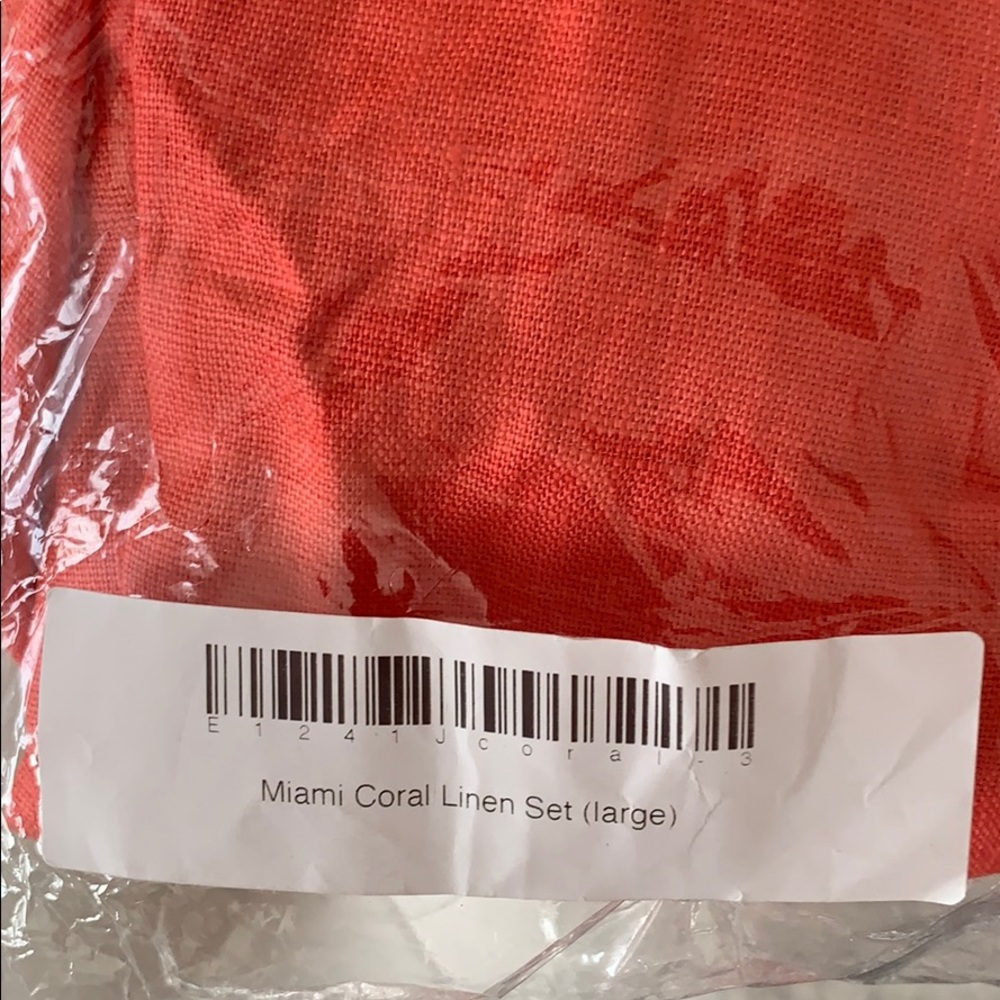 E1241Jcoral-3
Miami Coral Linen Set (large)